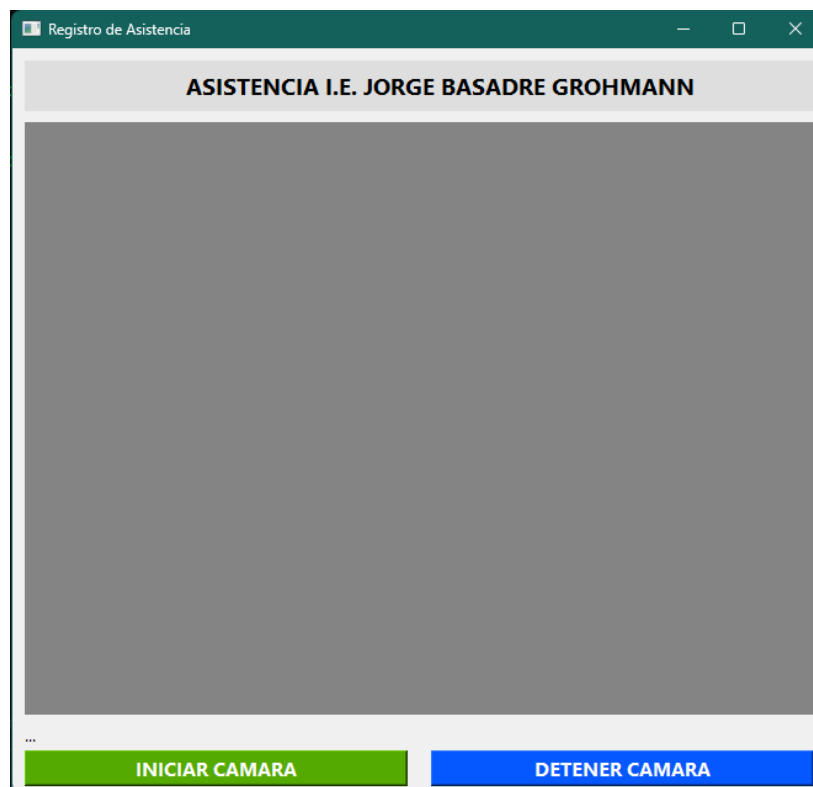 Registro de Asistencia
ASISTENCIA I.E. JORGE BASADRE GROHMANN
...
INICIAR CAMARA
DETENER CAMARA